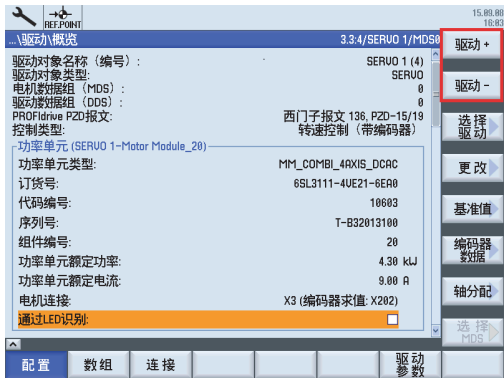 REF.POINT
15.09.08
16:03
...\驱动\概览 3.3:4/SERVO 1/MDS0
驱动 +
驱动对象名称（编号）: SERVO 1 (4)
驱动对象类型: SERVO
电机数据组（MDS）: 0
驱动 -
驱动数据组（DDS）: 0
PROFIdrive PZD报文: 西门子报文 136, PZD-15/19
控制类型: 转速控制（带编码器）
选择
驱动
功率单元 (SERVO 1-Motor Module_20)
功率单元类型: MM_COMBI_4AXIS_DCAC
更改
订货号: 6SL3111-4VE21-6EA0
代码编号: 10603
基准值
序列号: T-B32013100
组件编号: 20
编码器
数据
功率单元额定功率: 4.30 kW
功率单元额定电流: 9.00 A
轴分配
电机连接: X3 (编码器求值: X202)
通过LED识别:
选择
MDS
配置
数组
连接
驱动
参数